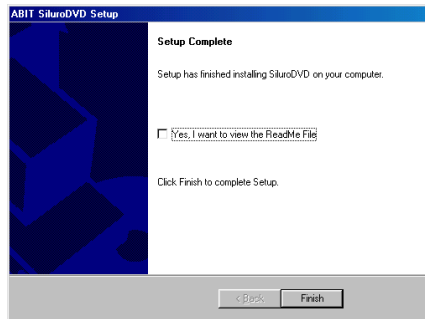 ABIT SiluroDVD Setup
Setup Complete
Setup has finished installing SiluroDVD on your computer.
Yes, I want to view the ReadMe File
Click Finish to complete Setup.
< Back
Finish